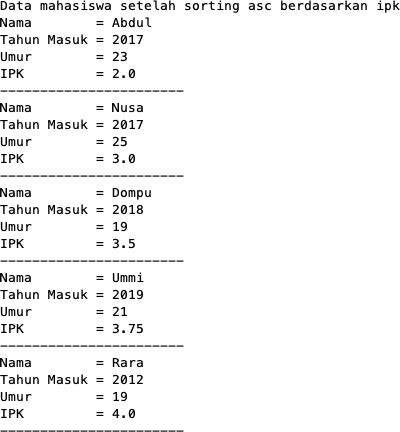 Data mahasiswa setelah sorting asc berdasarkan ipk
Nama        = Abdul
Tahun Masuk = 2017
Umur        = 23
IPK         = 2.0
-----------------------
Nama        = Nusa
Tahun Masuk = 2017
Umur        = 25
IPK         = 3.0
-----------------------
Nama        = Dompu
Tahun Masuk = 2018
Umur        = 19
IPK         = 3.5
-----------------------
Nama        = Ummi
Tahun Masuk = 2019
Umur        = 21
IPK         = 3.75
-----------------------
Nama        = Rara
Tahun Masuk = 2012
Umur        = 19
IPK         = 4.0
-----------------------